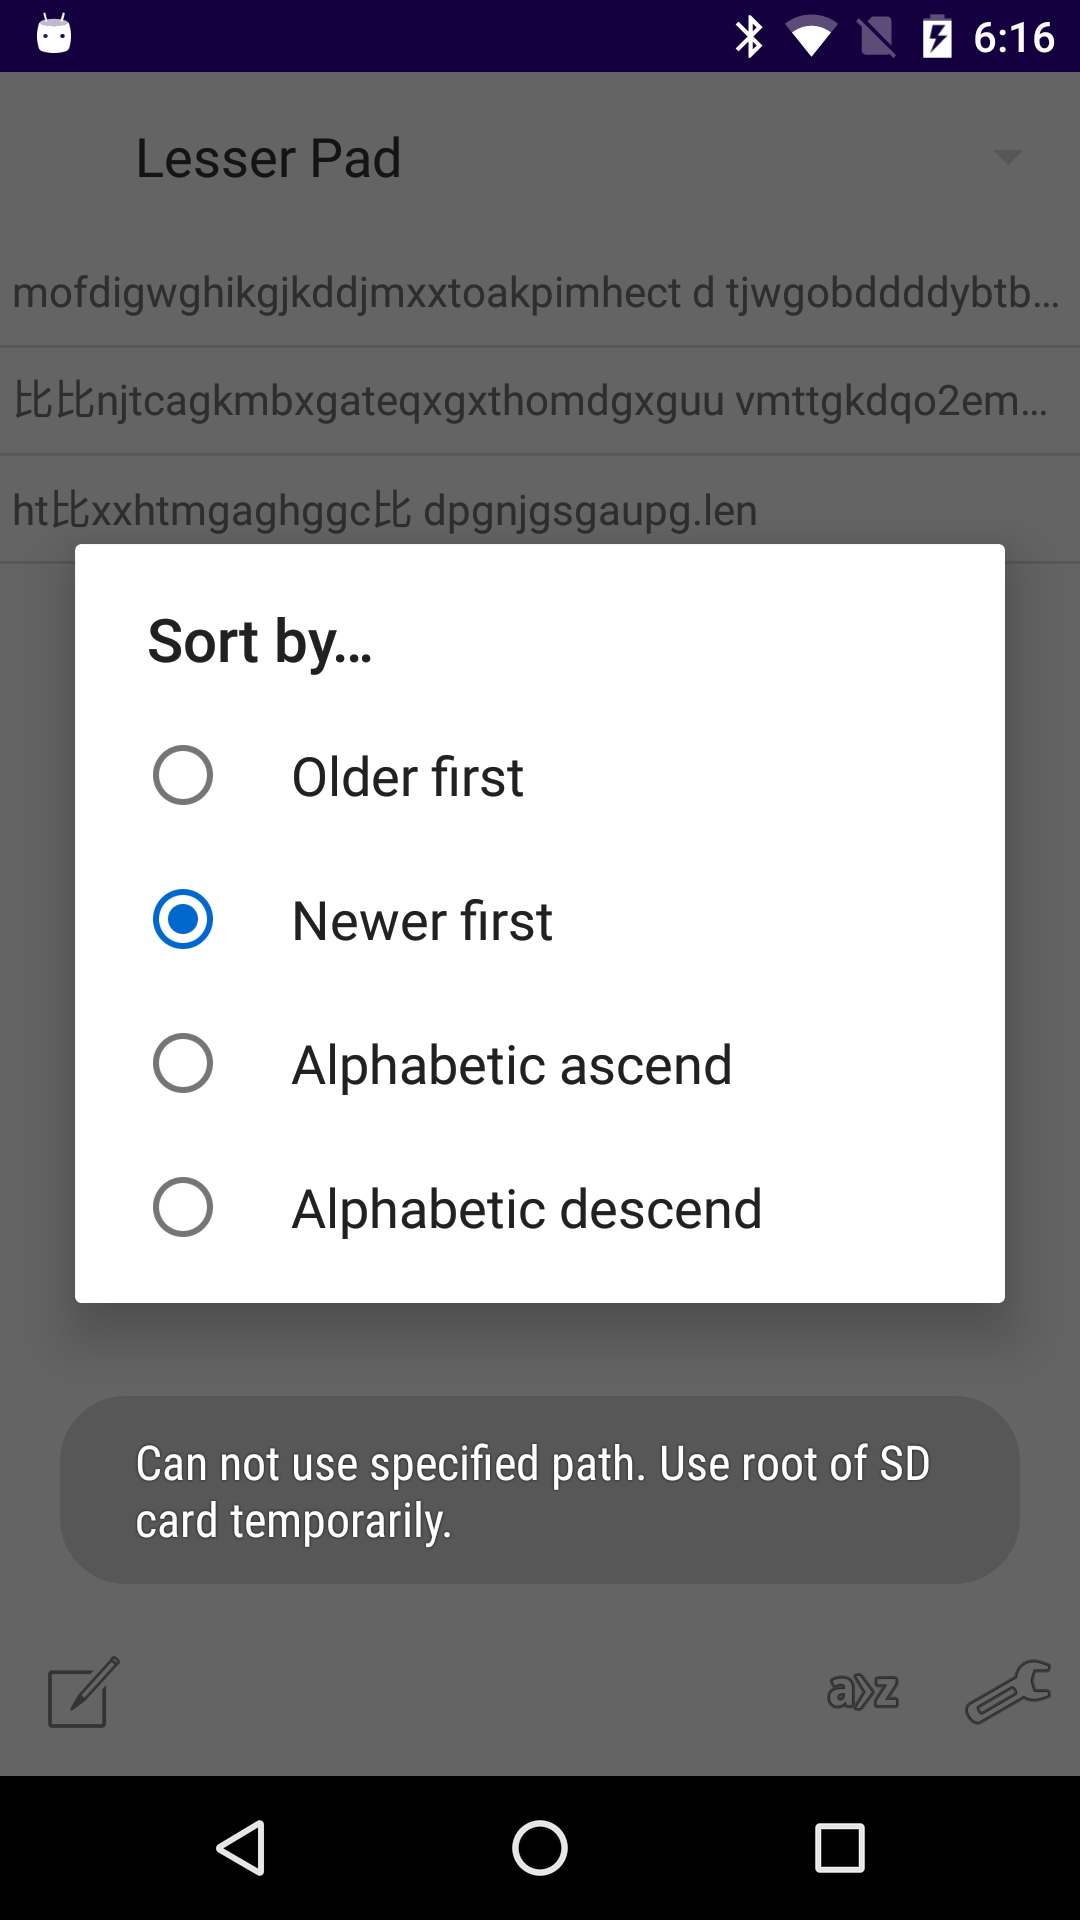 6:16
Lesser Pad
mofdigwghikgjkddjmxxtoakpimhect d tjwgobddddybtb…
比比njtcagkmbxgateqxgxthomdgxguu vmttgkdqo2em…
ht比xxhtmgaghggc比 dpgnjgsgaupg.len
Sort by…
Older first
Newer first
Alphabetic ascend
Alphabetic descend
Can not use specified path. Use root of SD
card temporarily.
a>z